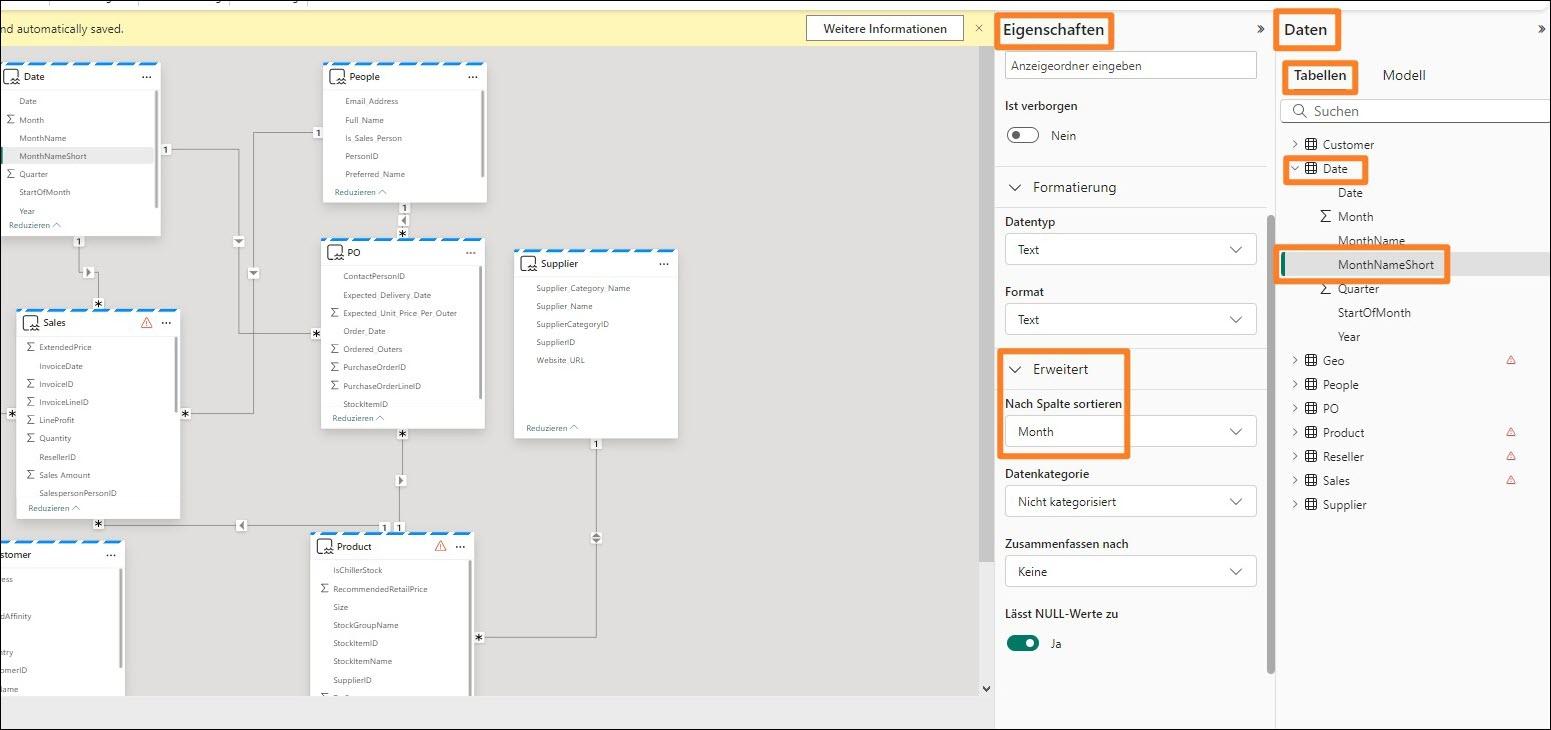 nd automatically saved.
Weitere Informationen
Date
Date
Σ Month
MonthName
MonthNameShort
Σ Quarter
StartOfMonth
Year
Reduzieren
People
Email_Address
Full_Name
Is_Sales_Person
PersonID
Preferred_Name
Reduzieren
1
1
1
1
*
*
*
*
*
PO
ContactPersonID
Expected_Delivery_Date
Σ Expected_Unit_Price_Per_Outer
Order_Date
Σ Ordered_Outers
Σ PurchaseOrderID
Σ PurchaseOrderLineID
StockItemID
Reduzieren
Supplier
Supplier_Category_Name
Supplier_Name
SupplierCategoryID
SupplierID
Website_URL
Reduzieren
Sales
Σ ExtendedPrice
InvoiceDate
Σ InvoiceID
Σ InvoiceLineID
Σ LineProfit
Σ Quantity
ResellerID
Σ Sales Amount
SalespersonPersonID
Reduzieren
*
*
1
1
1
*
stomer
ess
dAffinity
ntry
omerID
Name
Product
IsChillerStock
Σ RecommendedRetailPrice
Size
StockGroupName
StockItemID
StockItemName
SupplierID
Eigenschaften
Anzeigeordner eingeben
Ist verborgen
Nein
Formatierung
Datentyp
Text
Format
Text
Erweitert
Nach Spalte sortieren
Month
Datenkategorie
Nicht kategorisiert
Zusammenfassen nach
Keine
Lässt NULL-Werte zu
Ja
Daten
Tabellen
Modell
Suchen
Customer
Date
Date
Σ Month
MonthName
MonthNameShort
Σ Quarter
StartOfMonth
Year
Geo
People
PO
Product
Reseller
Sales
Supplier